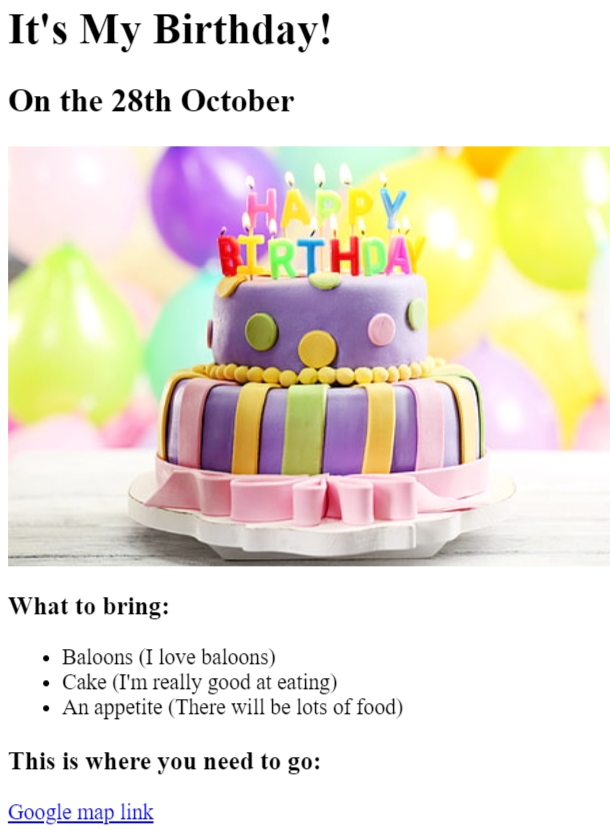 It's My Birthday!
On the 28th October
HAPPY
BIRTHDAY
What to bring:
Baloons (I love baloons)
Cake (I'm really good at eating)
An appetite (There will be lots of food)
This is where you need to go:
Google map link